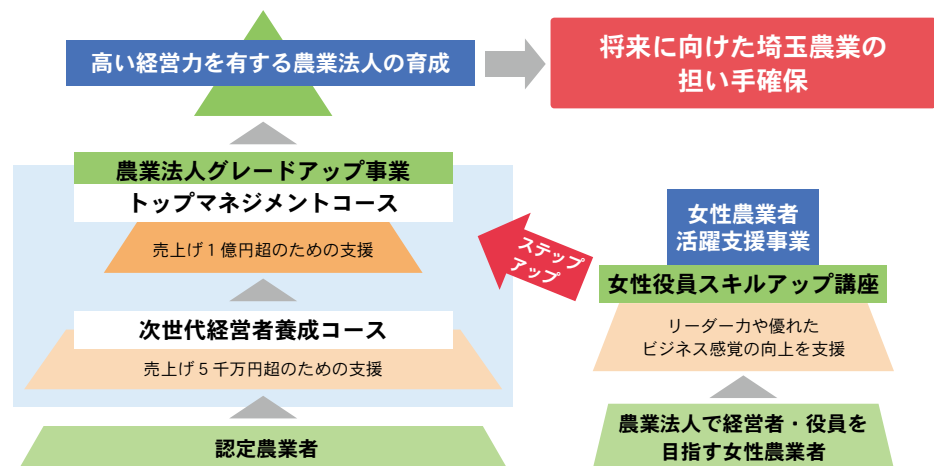 高い経営力を有する農業法人の育成
将来に向けた埼玉農業の
担い手確保
農業法人グレードアップ事業
トップマネジメントコース
売上げ1億円超のための支援
次世代経営者養成コース
売上げ5千万円超のための支援
認定農業者
ステップ
アップ
女性農業者
活躍支援事業
女性役員スキルアップ講座
リーダー力や優れた
ビジネス感覚の向上を支援
農業法人で経営者・役員を
目指す女性農業者